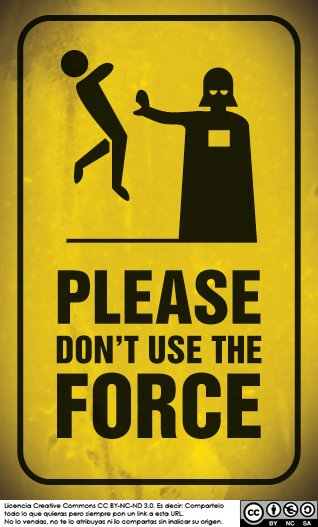 PLEASE
DON'T USE THE
FORCE
Licencia Creative Commons CC BY-NC-ND 3.0. Es decir: Compartelo
todo lo que quieras pero siempre pon un link a esta URL.
No lo vendas, no te lo atribuyas ni lo compartas sin indicar su origen.
cc
BY NC SA